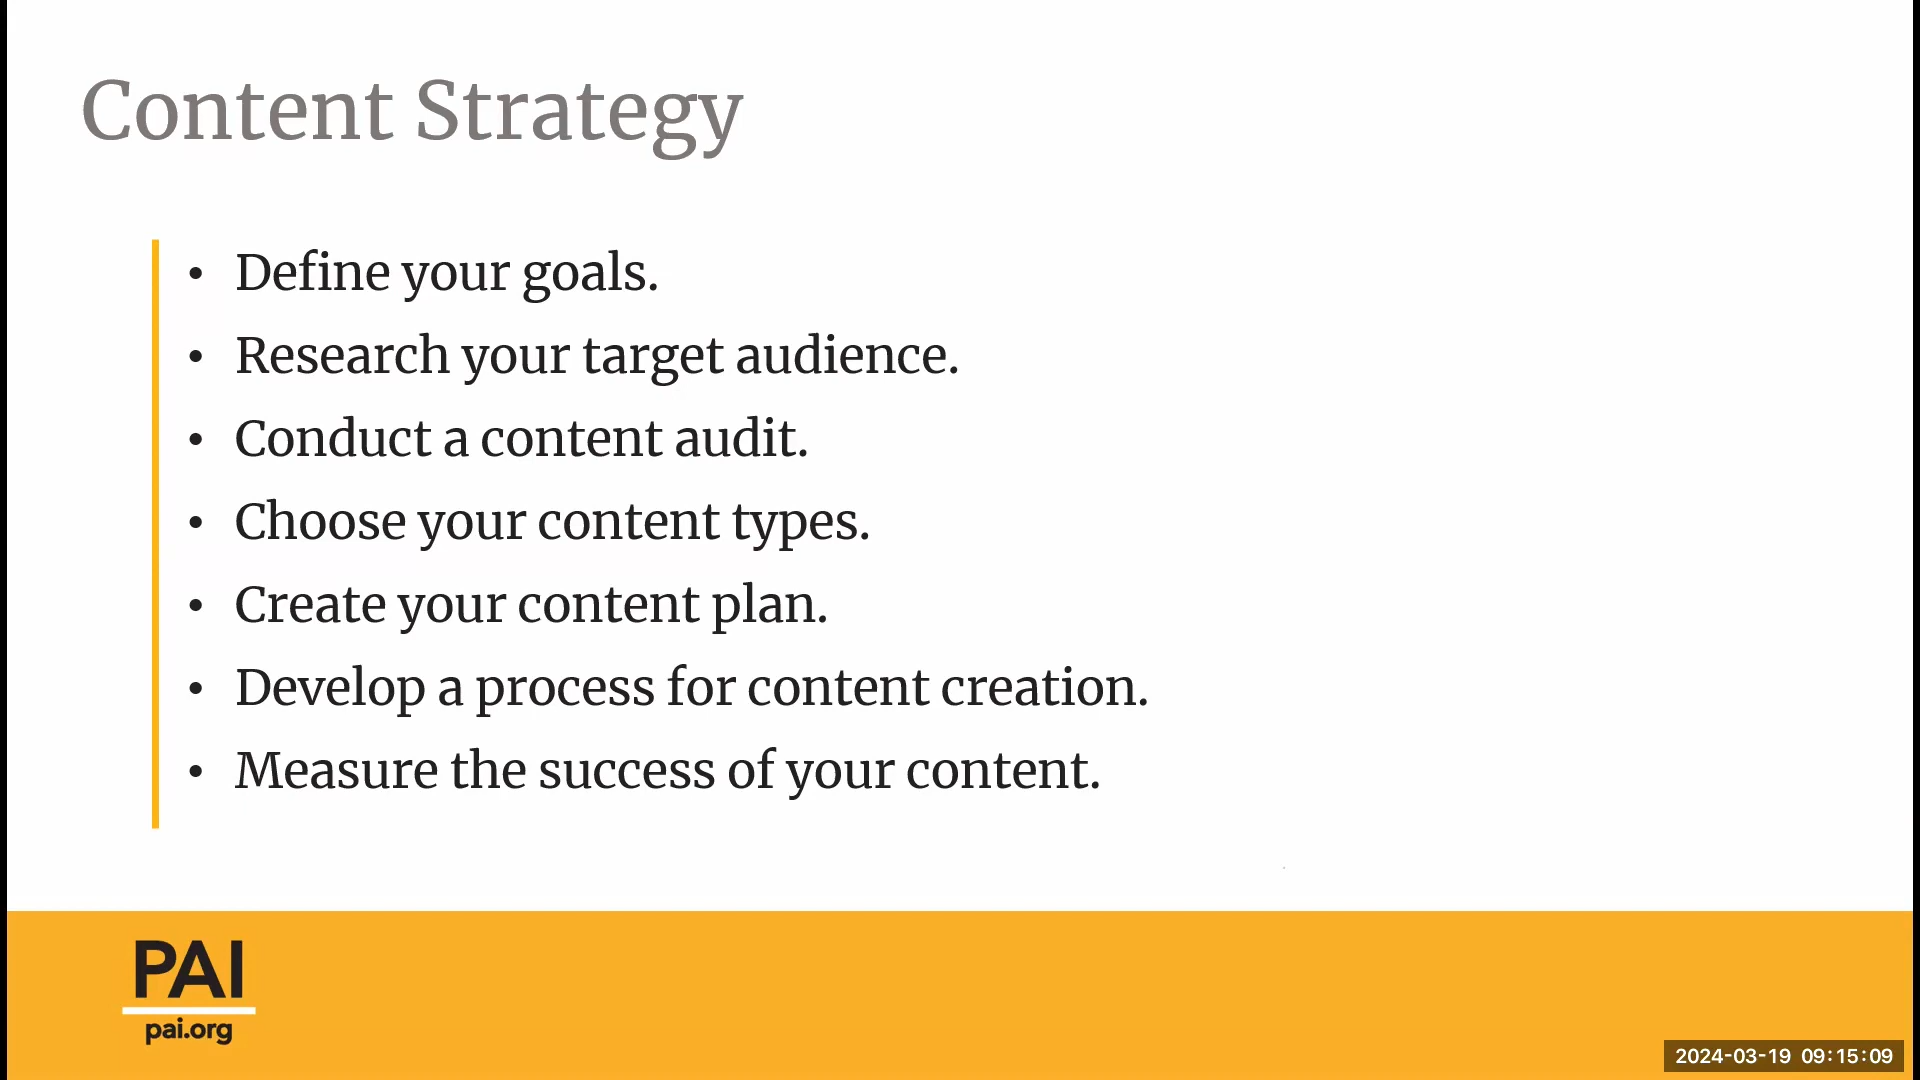 Content Strategy
• Define your goals.
• Research your target audience.
• Conduct a content audit.
• Choose your content types.
• Create your content plan.
• Develop a process for content creation.
• Measure the success of your content.
PAI
pai.org
2024-03-19 09:15:09